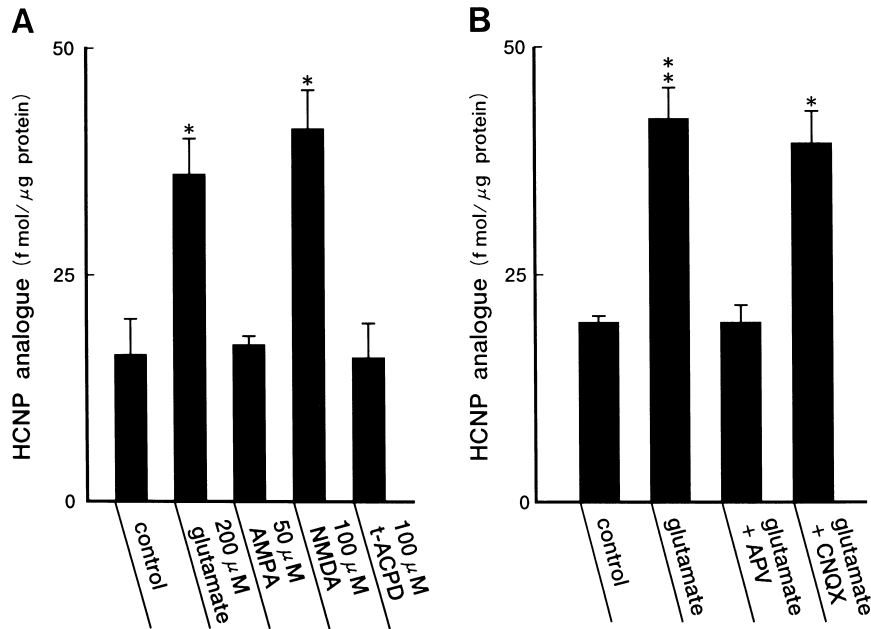 A
HCNP analogue (f mol/μg protein)
50
25
0
*
*
control
200 μM
glutamate
50 μM
AMPA
100 μM
NMDA
100 μM
t-ACPD
B
HCNP analogue (f mol/μg protein)
50
25
0
*
*
*
control
glutamate
glutamate
+ APV
glutamate
+ CNQX